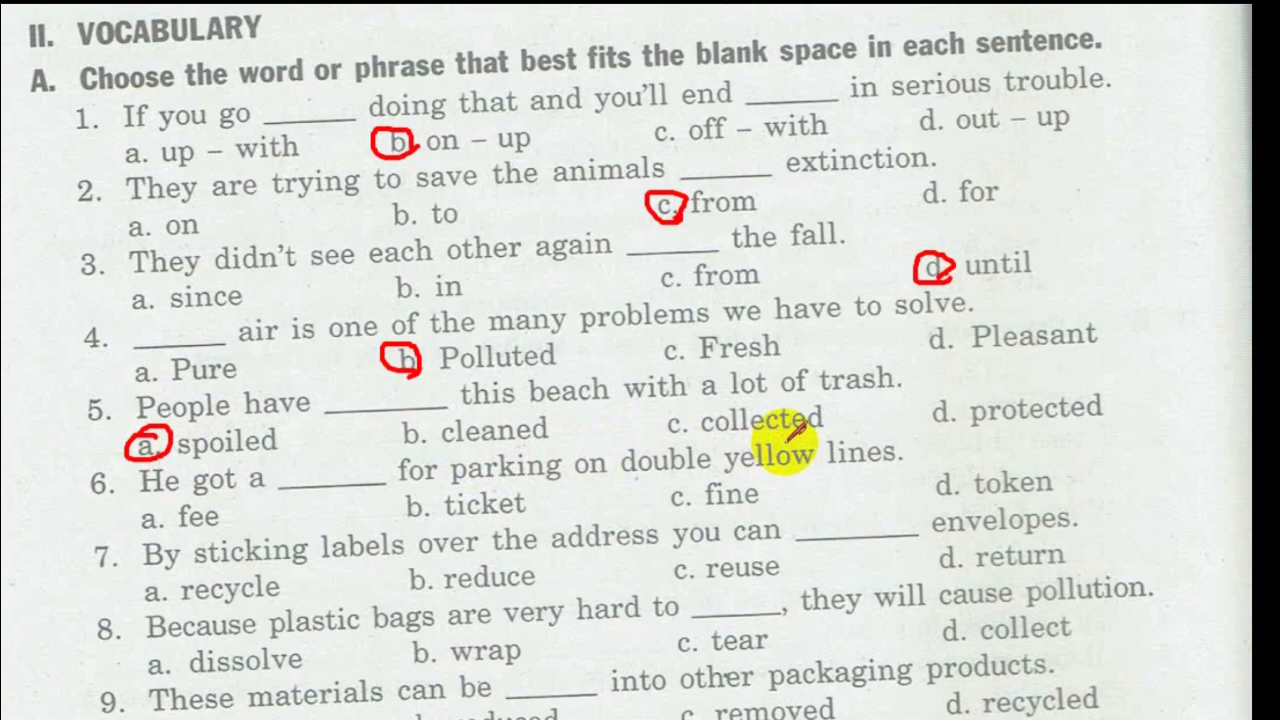 II. VOCABULARY
A. Choose the word or phrase that best fits the blank space in each sentence.
1. If you go ______ doing that and you'll end ______ in serious trouble.
a. up – with b. on – up c. off – with d. out – up
2. They are trying to save the animals ______ extinction.
a. on b. to c. from d. for
3. They didn't see each other again ______ the fall.
a. since b. in c. from d. until
4. ______ air is one of the many problems we have to solve.
a. Pure b. Polluted c. Fresh d. Pleasant
5. People have ________ this beach with a lot of trash.
a. spoiled b. cleaned c. collected d. protected
6. He got a _______ for parking on double yellow lines.
a. fee b. ticket c. fine d. token
7. By sticking labels over the address you can ________ envelopes.
a. recycle b. reduce c. reuse d. return
8. Because plastic bags are very hard to ______, they will cause pollution.
a. dissolve b. wrap c. tear d. collect
9. These materials can be ______ into other packaging products.
c. removed d. recycled